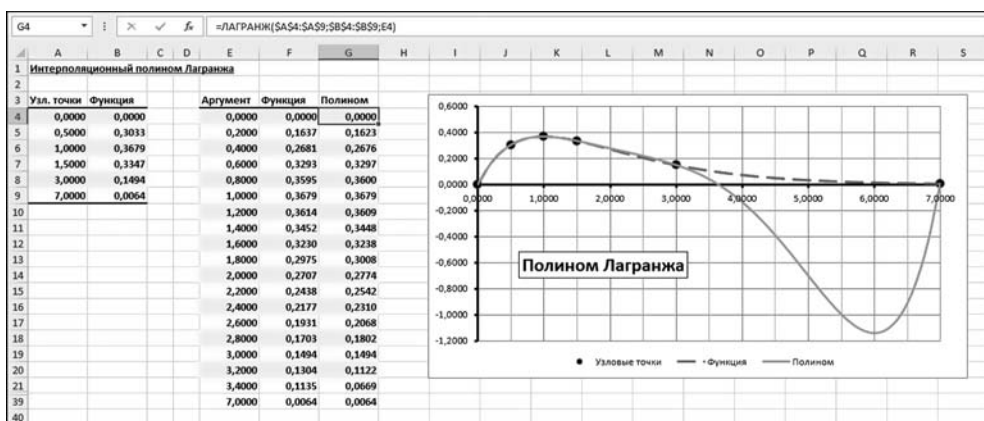 G4 fx =ЛАГРАНЖ($A$4:$A$9;$B$4:$B$9;E4)
A B C D E F G H I J K L M N O P Q R S
1 Интерполяционный полином Лагранжа
2
3 Узл. точки Функция Аргумент Функция Полином
4 0,0000 0,0000 0,0000 0,0000 0,0000
5 0,5000 0,3033 0,2000 0,1637 0,1623
6 1,0000 0,3679 0,4000 0,2681 0,2676
7 1,5000 0,3347 0,6000 0,3293 0,3297
8 3,0000 0,1494 0,8000 0,3595 0,3600
9 7,0000 0,0064 1,0000 0,3679 0,3679
10 1,2000 0,3614 0,3609
11 1,4000 0,3452 0,3448
12 1,6000 0,3230 0,3238
13 1,8000 0,2975 0,3008
14 2,0000 0,2707 0,2774
15 2,2000 0,2438 0,2542
16 2,4000 0,2177 0,2310
17 2,6000 0,1931 0,2068
18 2,8000 0,1703 0,1802
19 3,0000 0,1494 0,1494
20 3,2000 0,1304 0,1122
21 3,4000 0,1135 0,0669
39 7,0000 0,0064 0,0064
40
0,6000
0,4000
0,2000
0,0000
0,0000 1,0000 2,0000 3,0000 4,0000 5,0000 6,0000 7,0000
-0,2000
-0,4000
-0,6000
Полином Лагранжа
-0,8000
-1,0000
-1,2000
Узловые точки Функция Полином